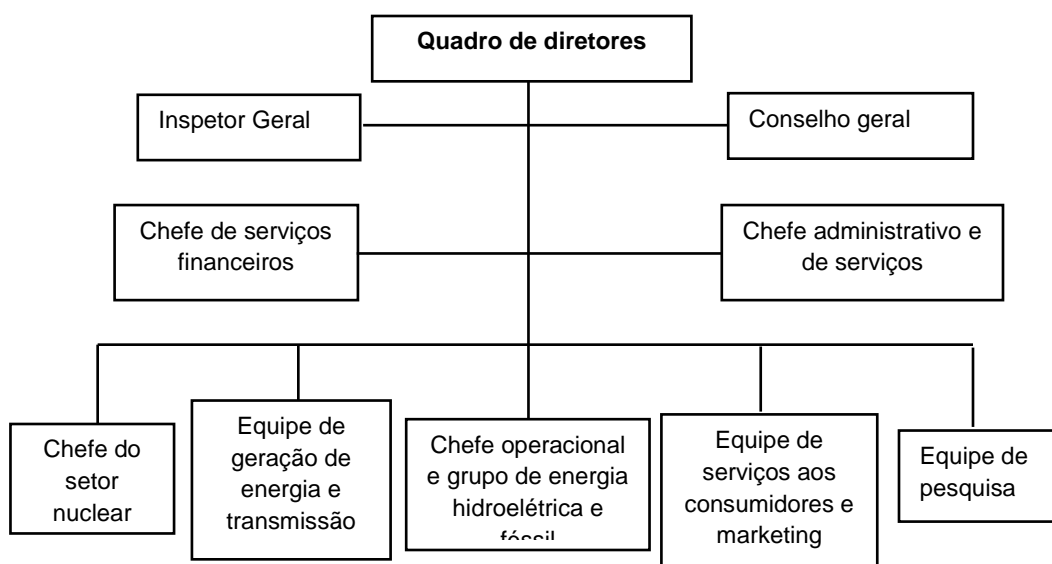 Quadro de diretores
Inspetor Geral
Conselho geral
Chefe de serviços
financeiros
Chefe administrativo e
de serviços
Chefe do
setor
nuclear
Equipe de
geração de
energia e
transmissão
Chefe operacional
e grupo de energia
hidroelétrica e
fóssil
Equipe de
serviços aos
consumidores e
marketing
Equipe de
pesquisa